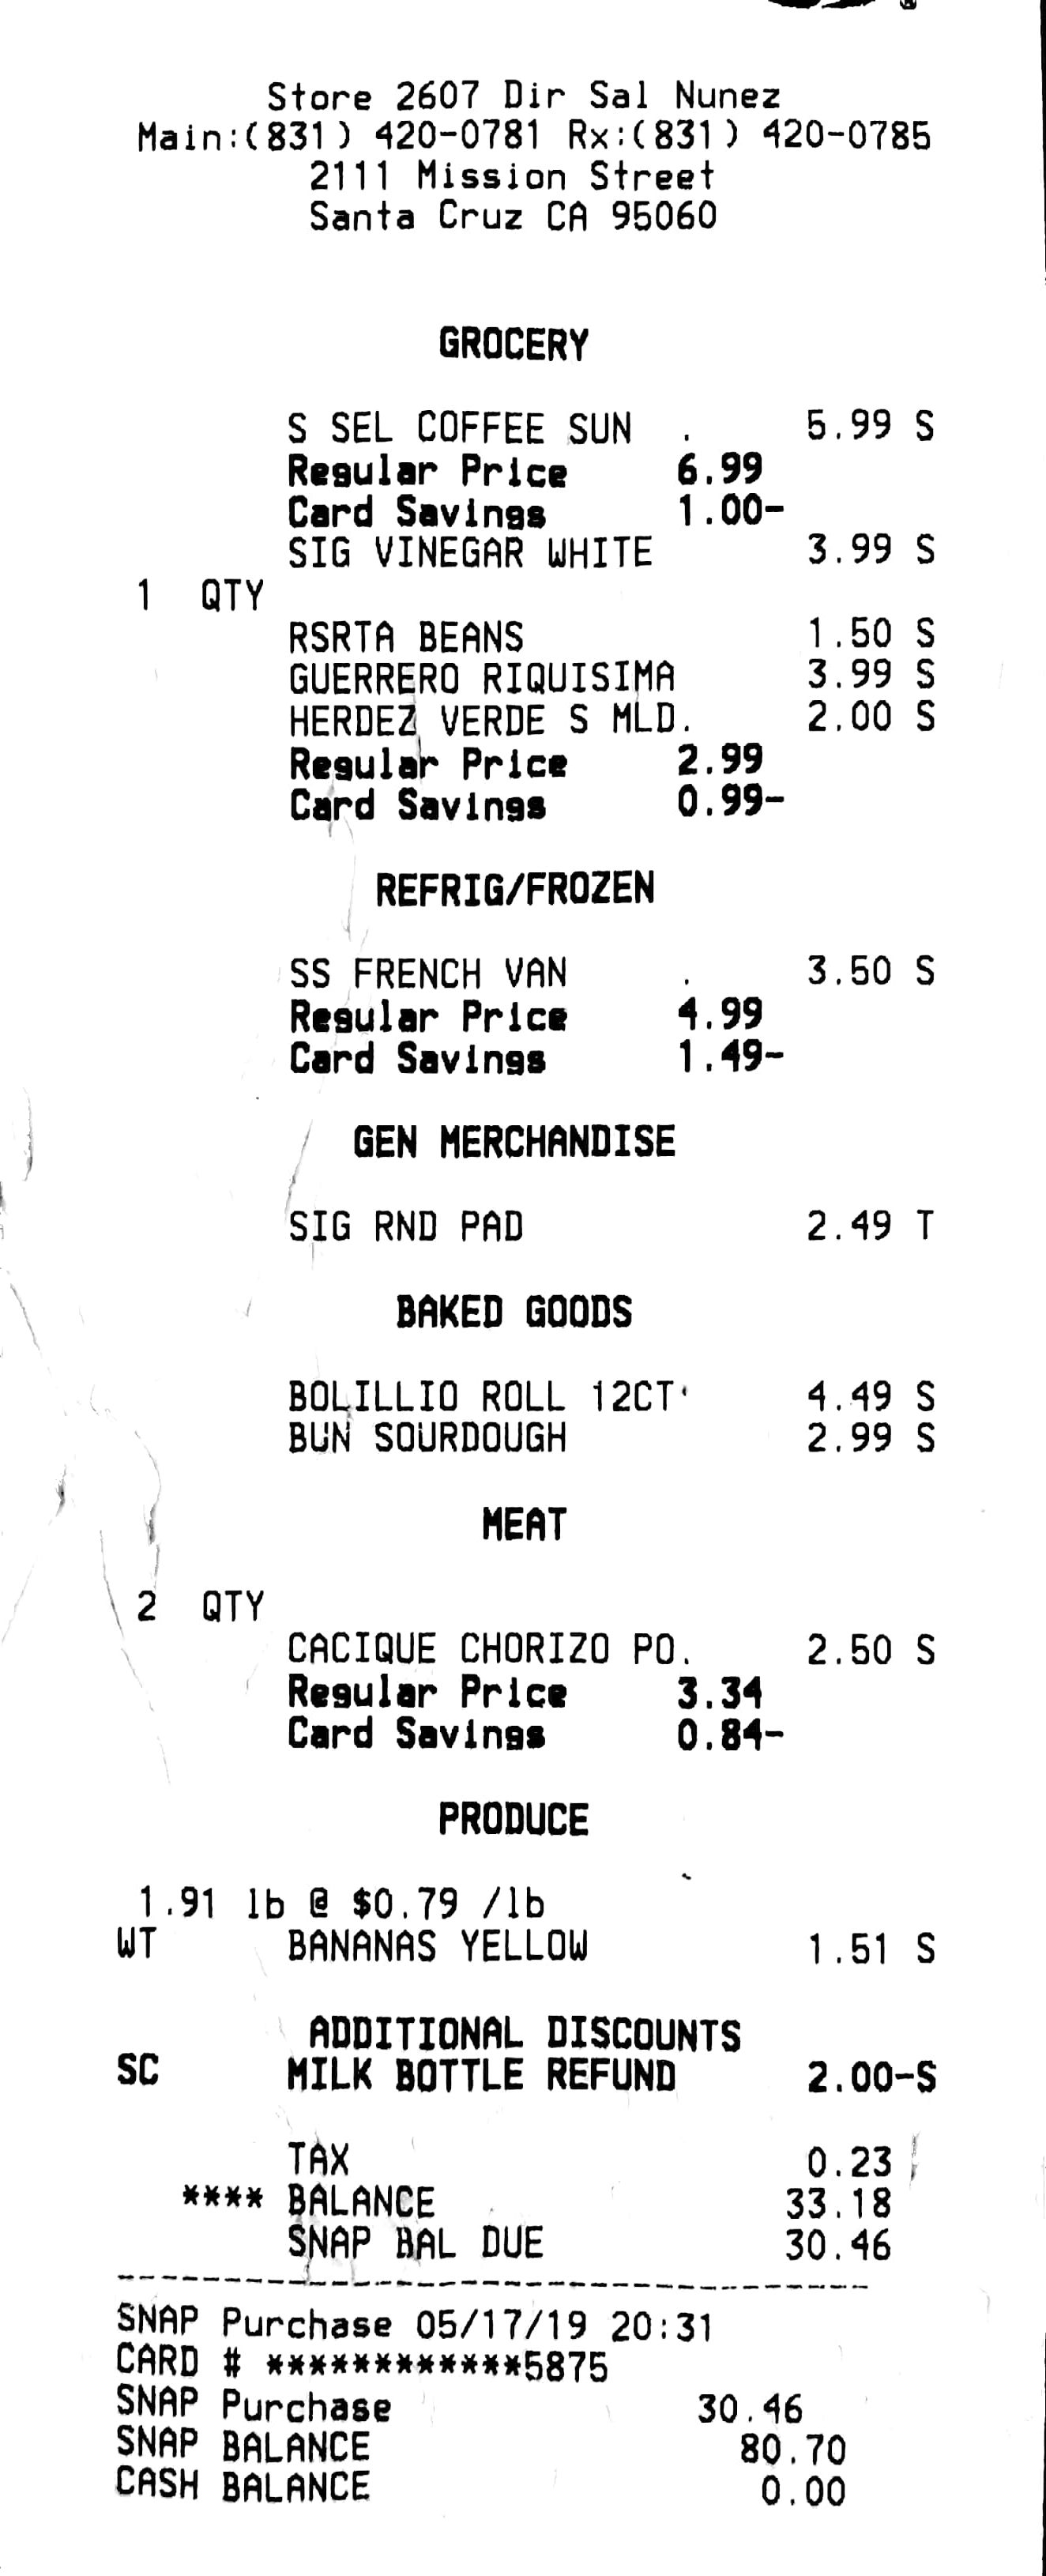 Store 2607 Dir Sal Nunez
Main:(831) 420-0781 Rx:(831) 420-0785
2111 Mission Street
Santa Cruz CA 95060
GROCERY
S SEL COFFEE SUN . 5.99 S
Regular Price 6.99
Card Savings 1.00-
SIG VINEGAR WHITE 3.99 S
1 QTY
RSRTA BEANS 1.50 S
GUERRERO RIQUISIMA 3.99 S
HERDEZ VERDE S MLD. 2.00 S
Regular Price 2.99
Card Savings 0.99-
REFRIG/FROZEN
SS FRENCH VAN . 3.50 S
Regular Price 4.99
Card Savings 1.49-
GEN MERCHANDISE
SIG RND PAD 2.49 T
BAKED GOODS
BOLILLIO ROLL 12CT 4.49 S
BUN SOURDOUGH 2.99 S
MEAT
2 QTY
CACIQUE CHORIZO PO. 2.50 S
Regular Price 3.34
Card Savings 0.84-
PRODUCE
1.91 lb @ $0.79 /lb
WT BANANAS YELLOW 1.51 S
ADDITIONAL DISCOUNTS
SC MILK BOTTLE REFUND 2.00-S
TAX 0.23
**** BALANCE 33.18
SNAP BAL DUE 30.46
SNAP Purchase 05/17/19 20:31
CARD # ************5875
SNAP Purchase 30.46
SNAP BALANCE 80.70
CASH BALANCE 0.00